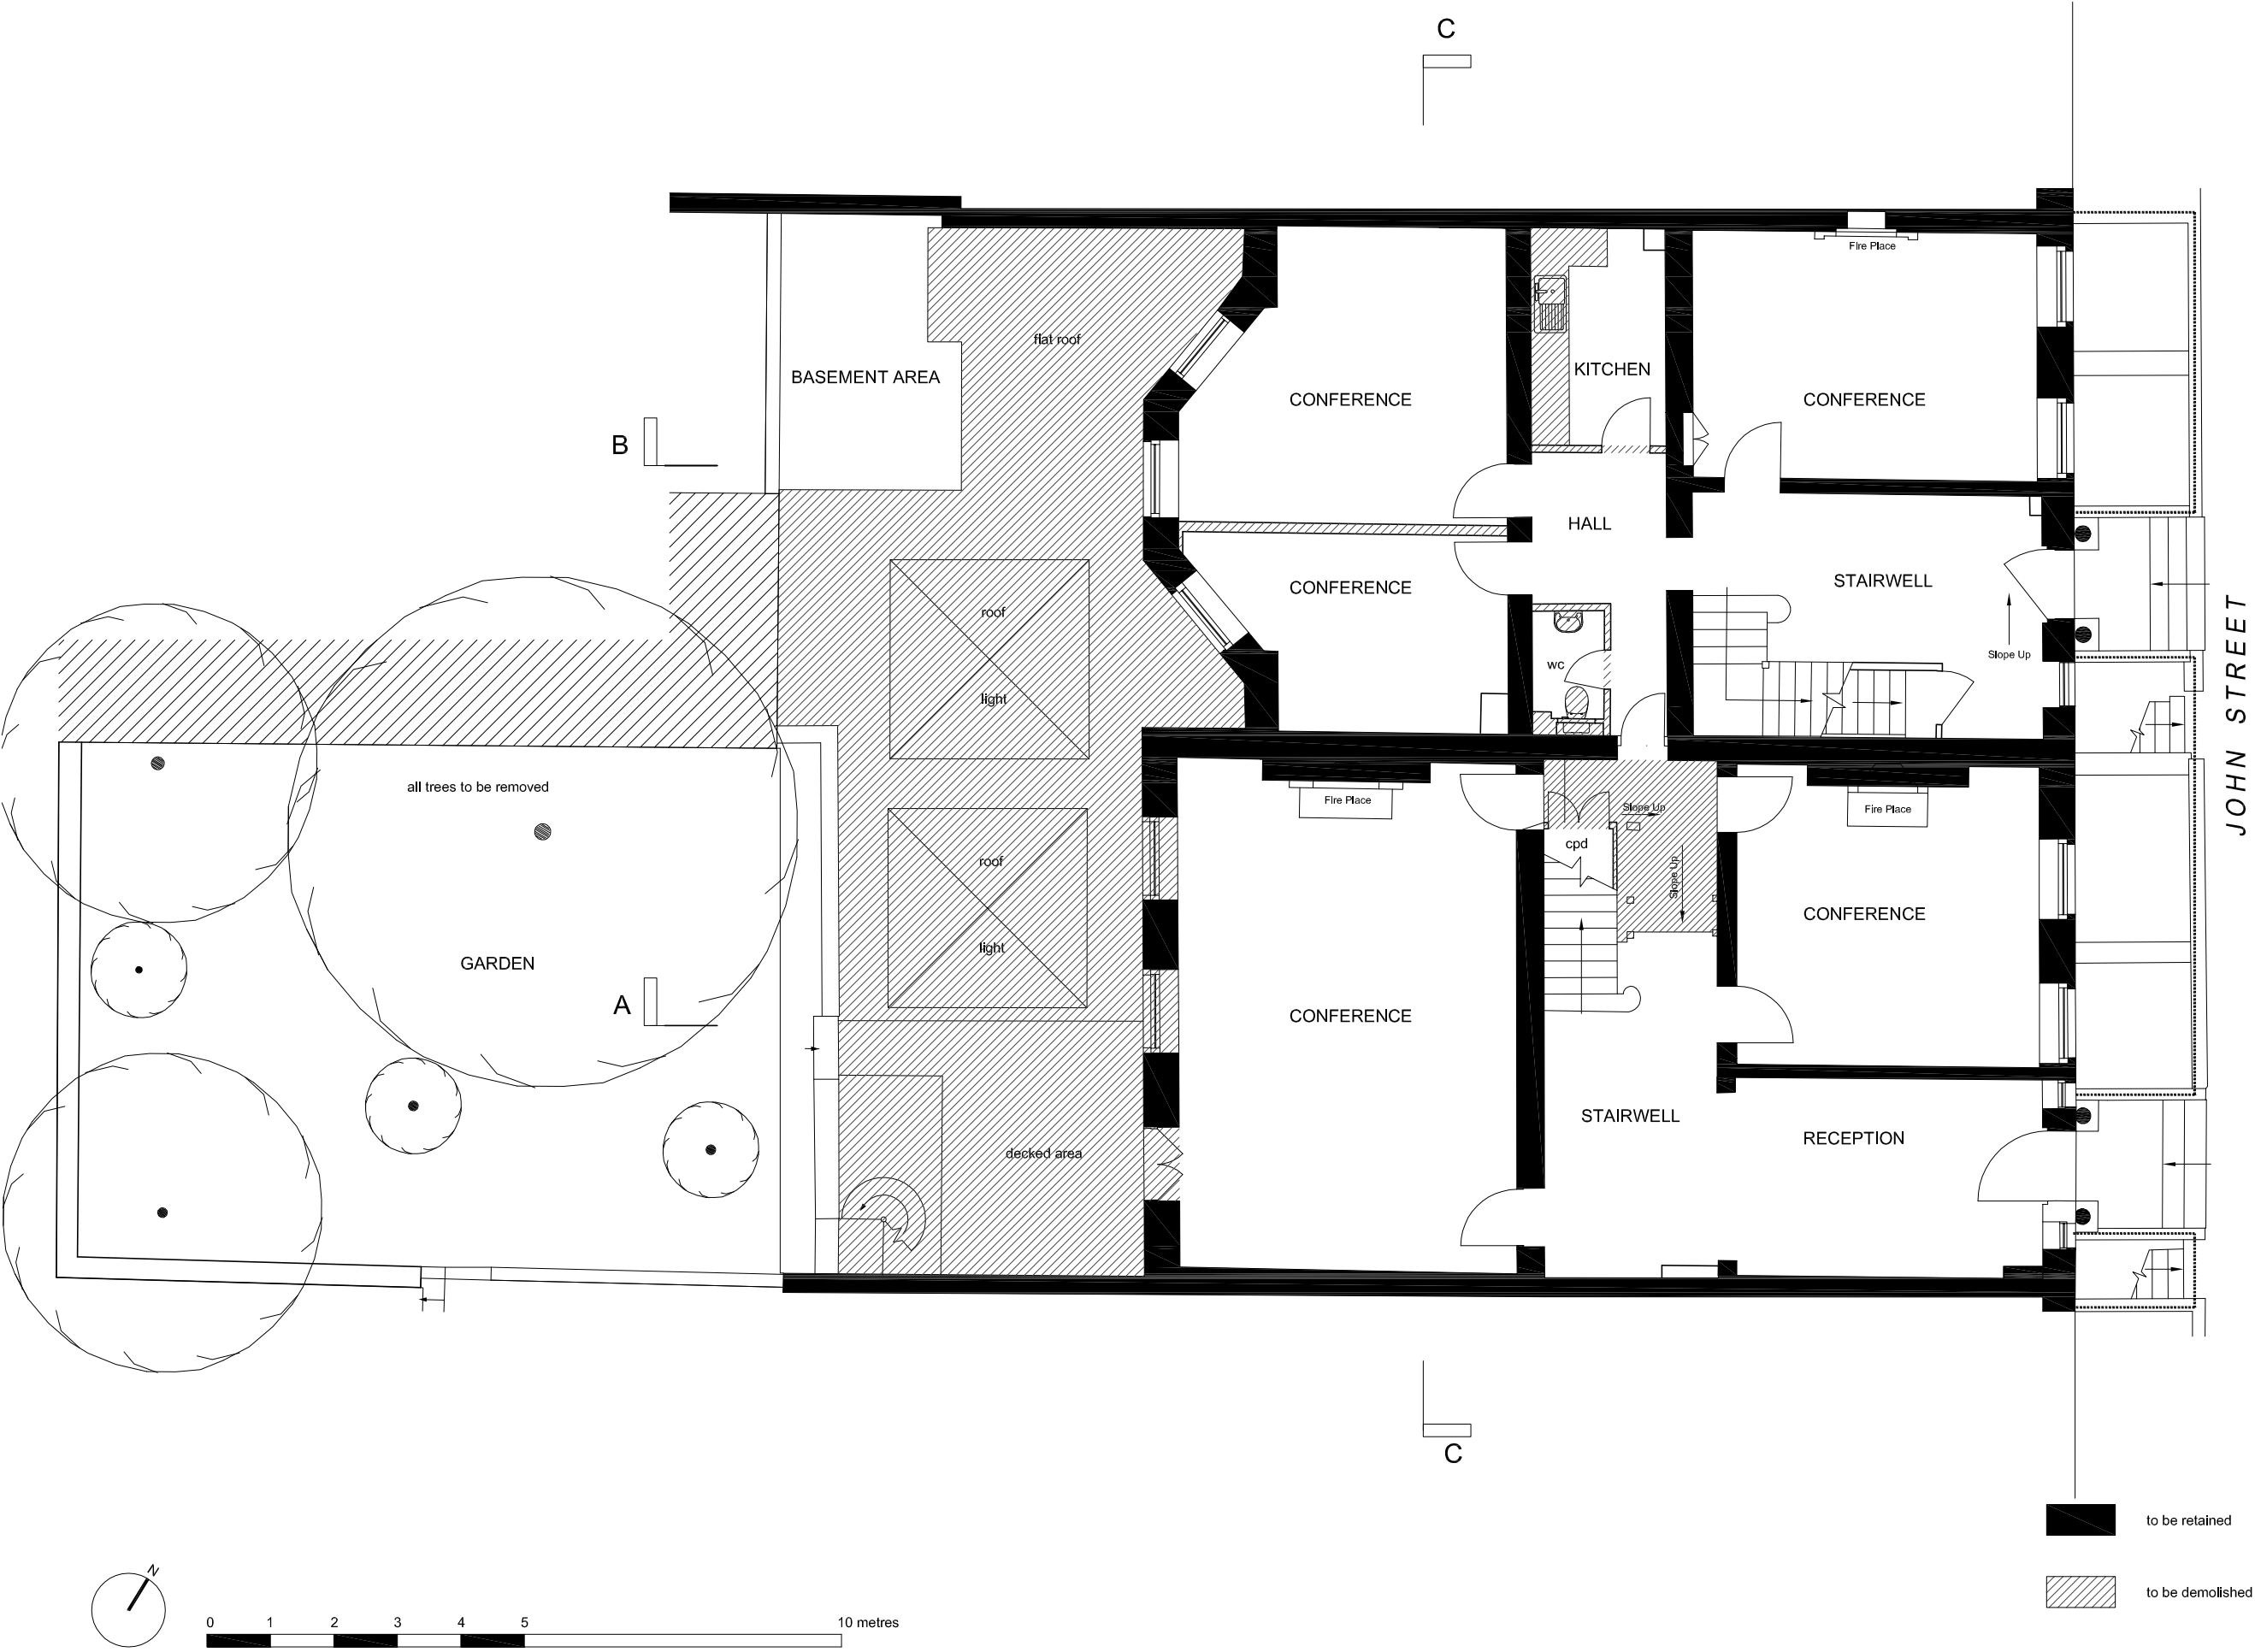 C
Fire Place
flat roof
KITCHEN
BASEMENT AREA
CONFERENCE
CONFERENCE
B
HALL
STAIRWELL
CONFERENCE
roof
Slope Up
wc
light
JOHN STREET
all trees to be removed
Fire Place
Slope Up
Fire Place
cpd
roof
Slope Up
CONFERENCE
light
GARDEN
A
CONFERENCE
STAIRWELL
RECEPTION
decked area
C
to be retained
N
to be demolished
0 1 2 3 4 5 10 metres